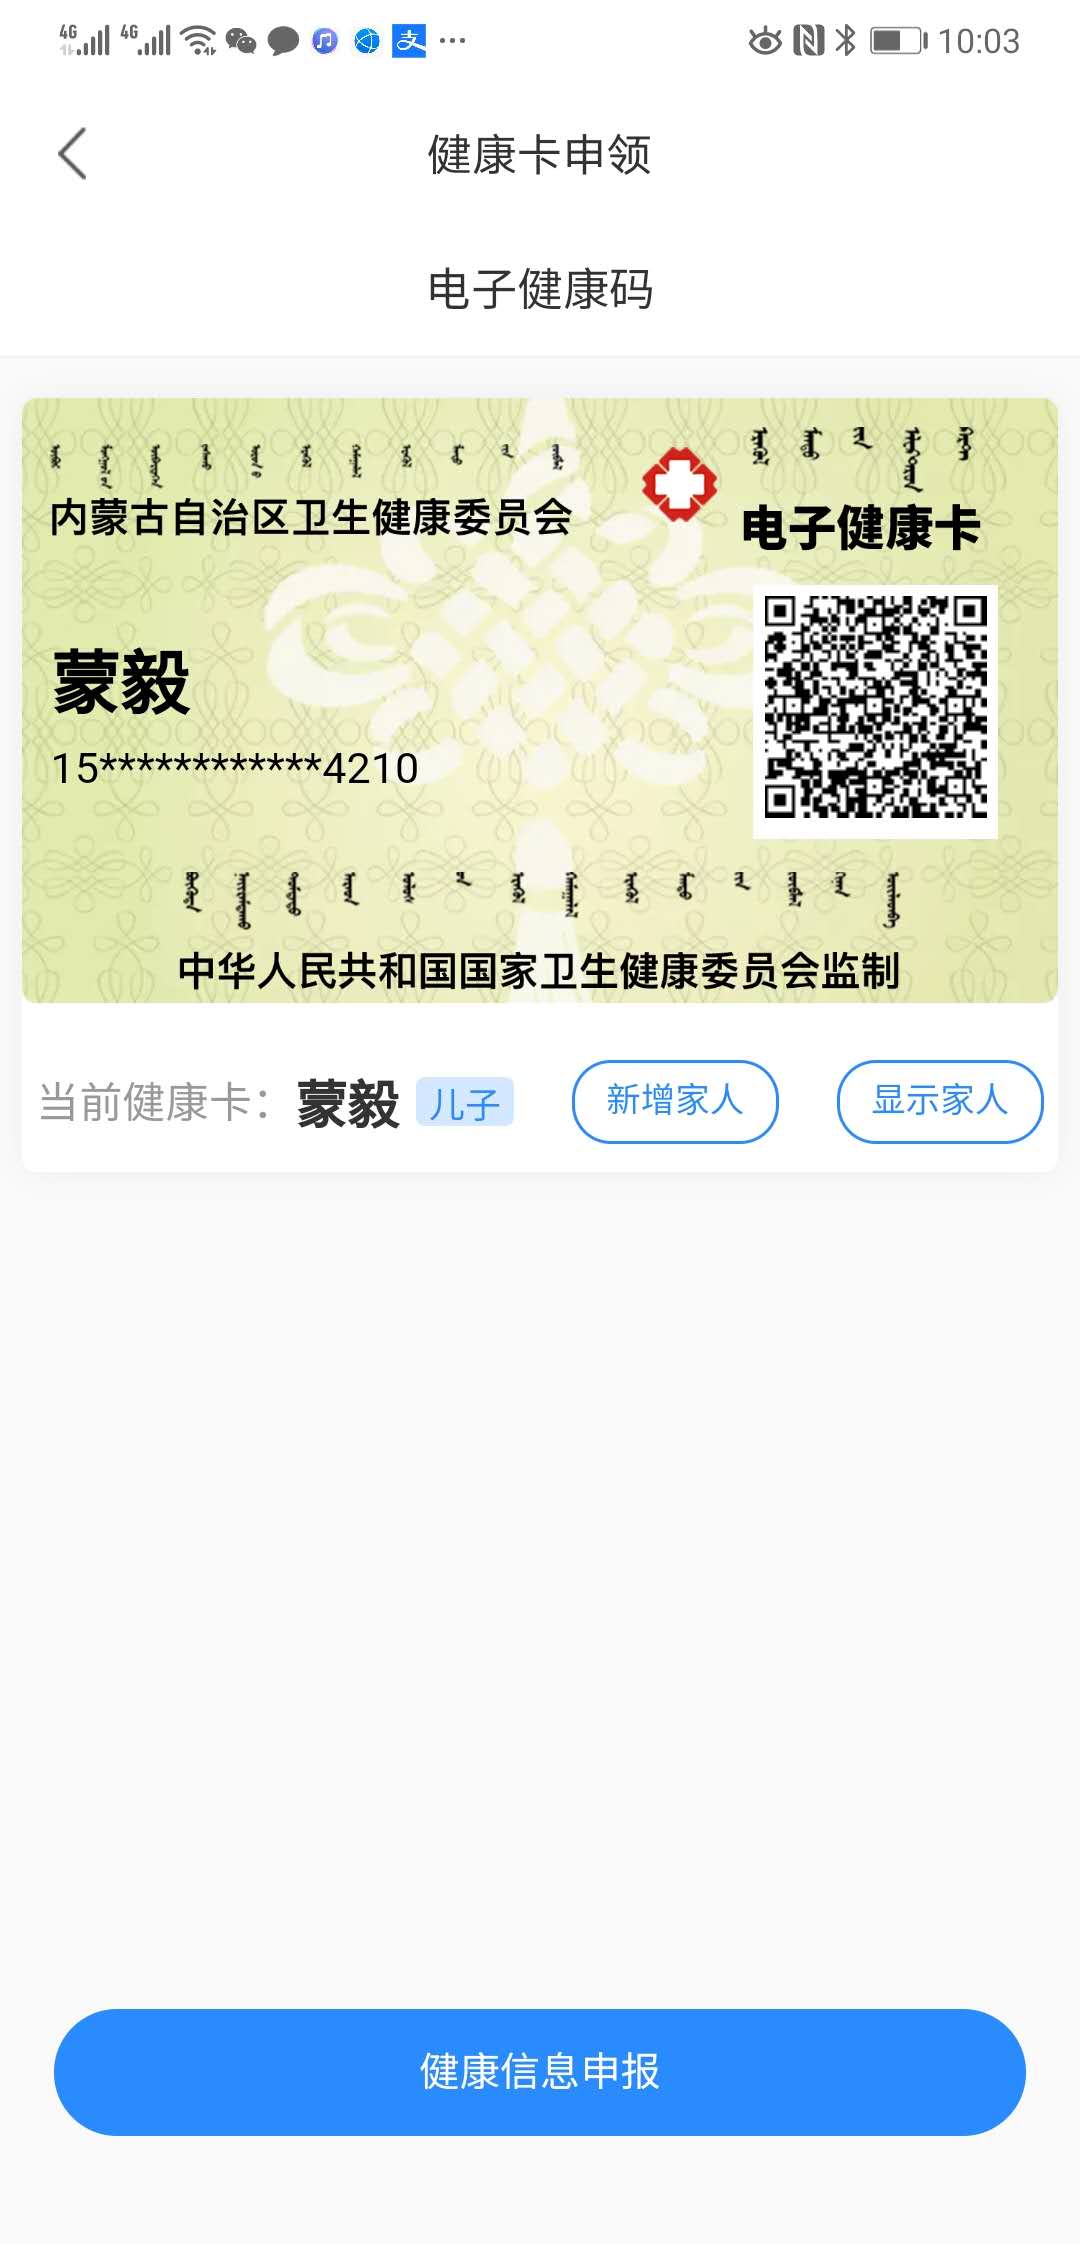 4G 4G 10:03
健康卡申领
电子健康码
内蒙古自治区卫生健康委员会
电子健康卡
蒙毅
15************4210
中华人民共和国国家卫生健康委员会监制
当前健康卡：蒙毅 儿子 新增家人 显示家人
健康信息申报